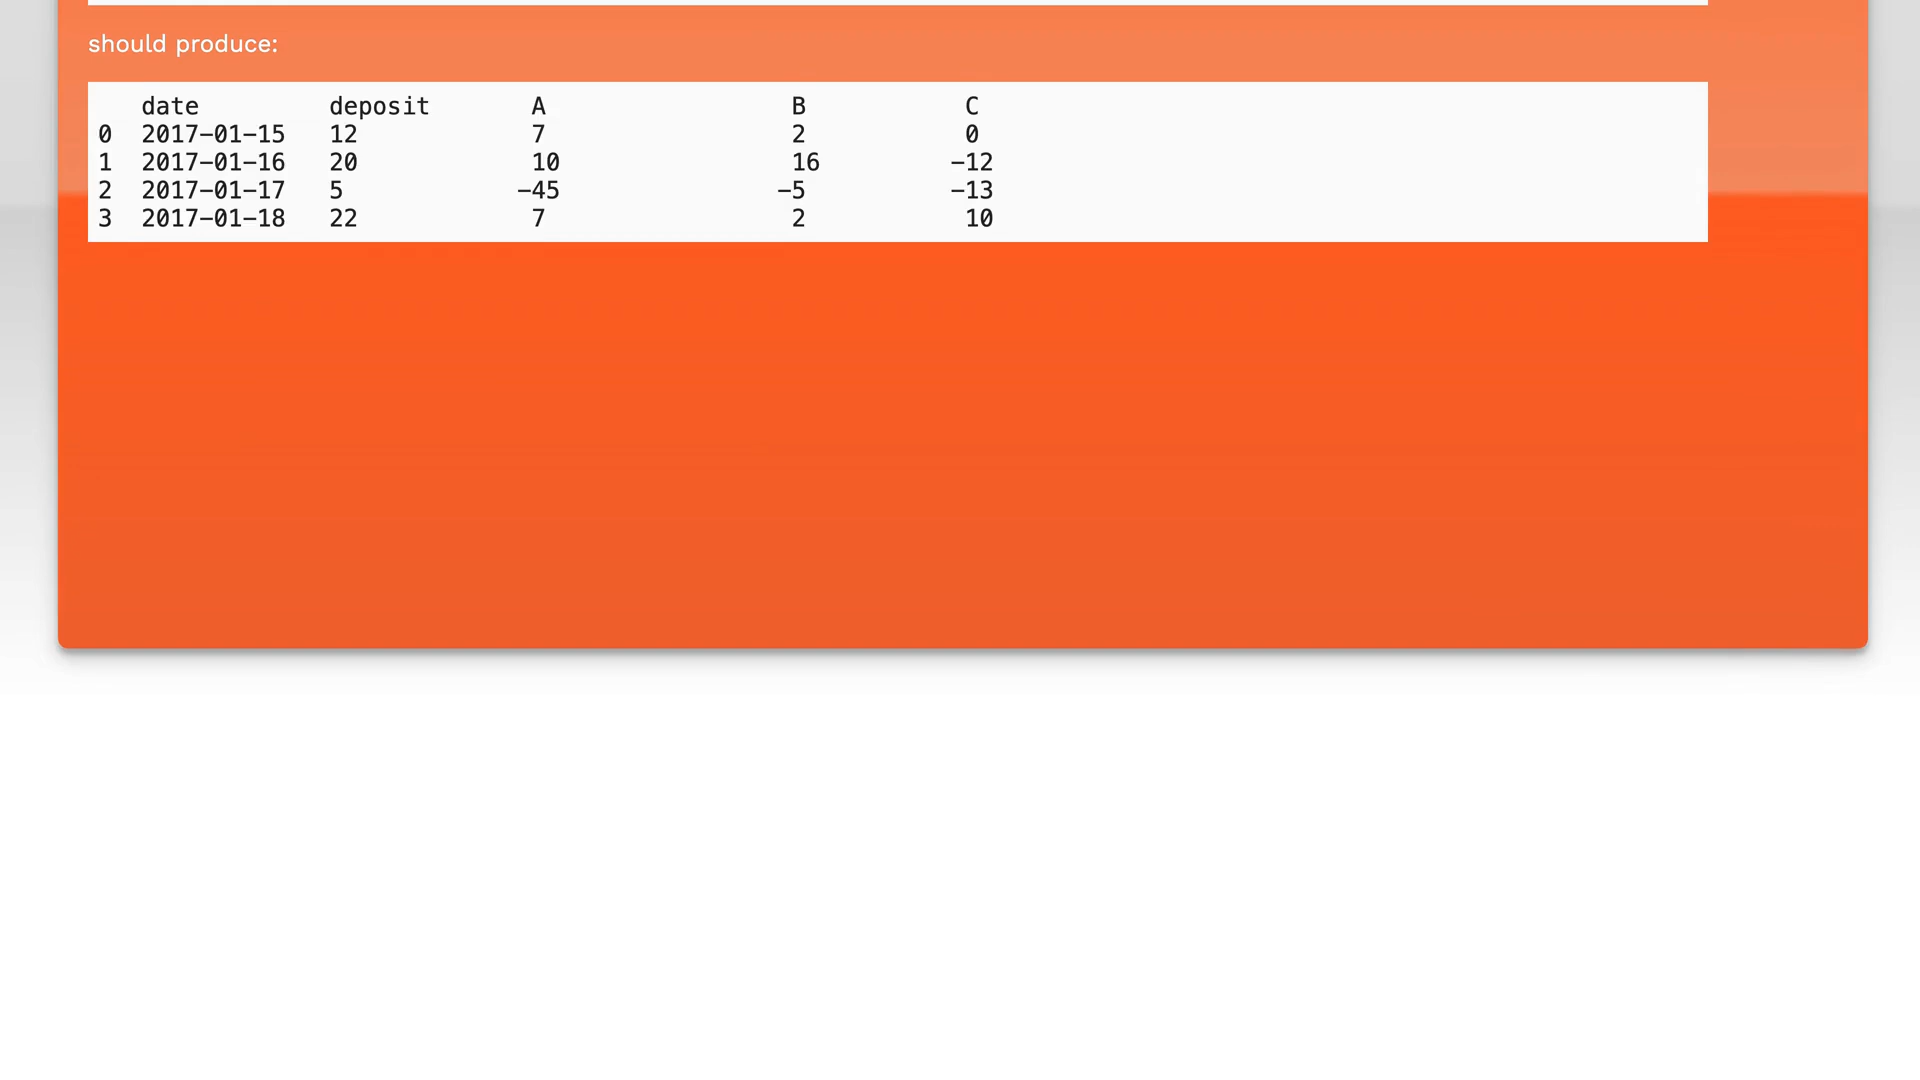 should produce:
date deposit A B C
0 2017-01-15 12 7 2 0
1 2017-01-16 20 10 16 -12
2 2017-01-17 5 -45 -5 -13
3 2017-01-18 22 7 2 10